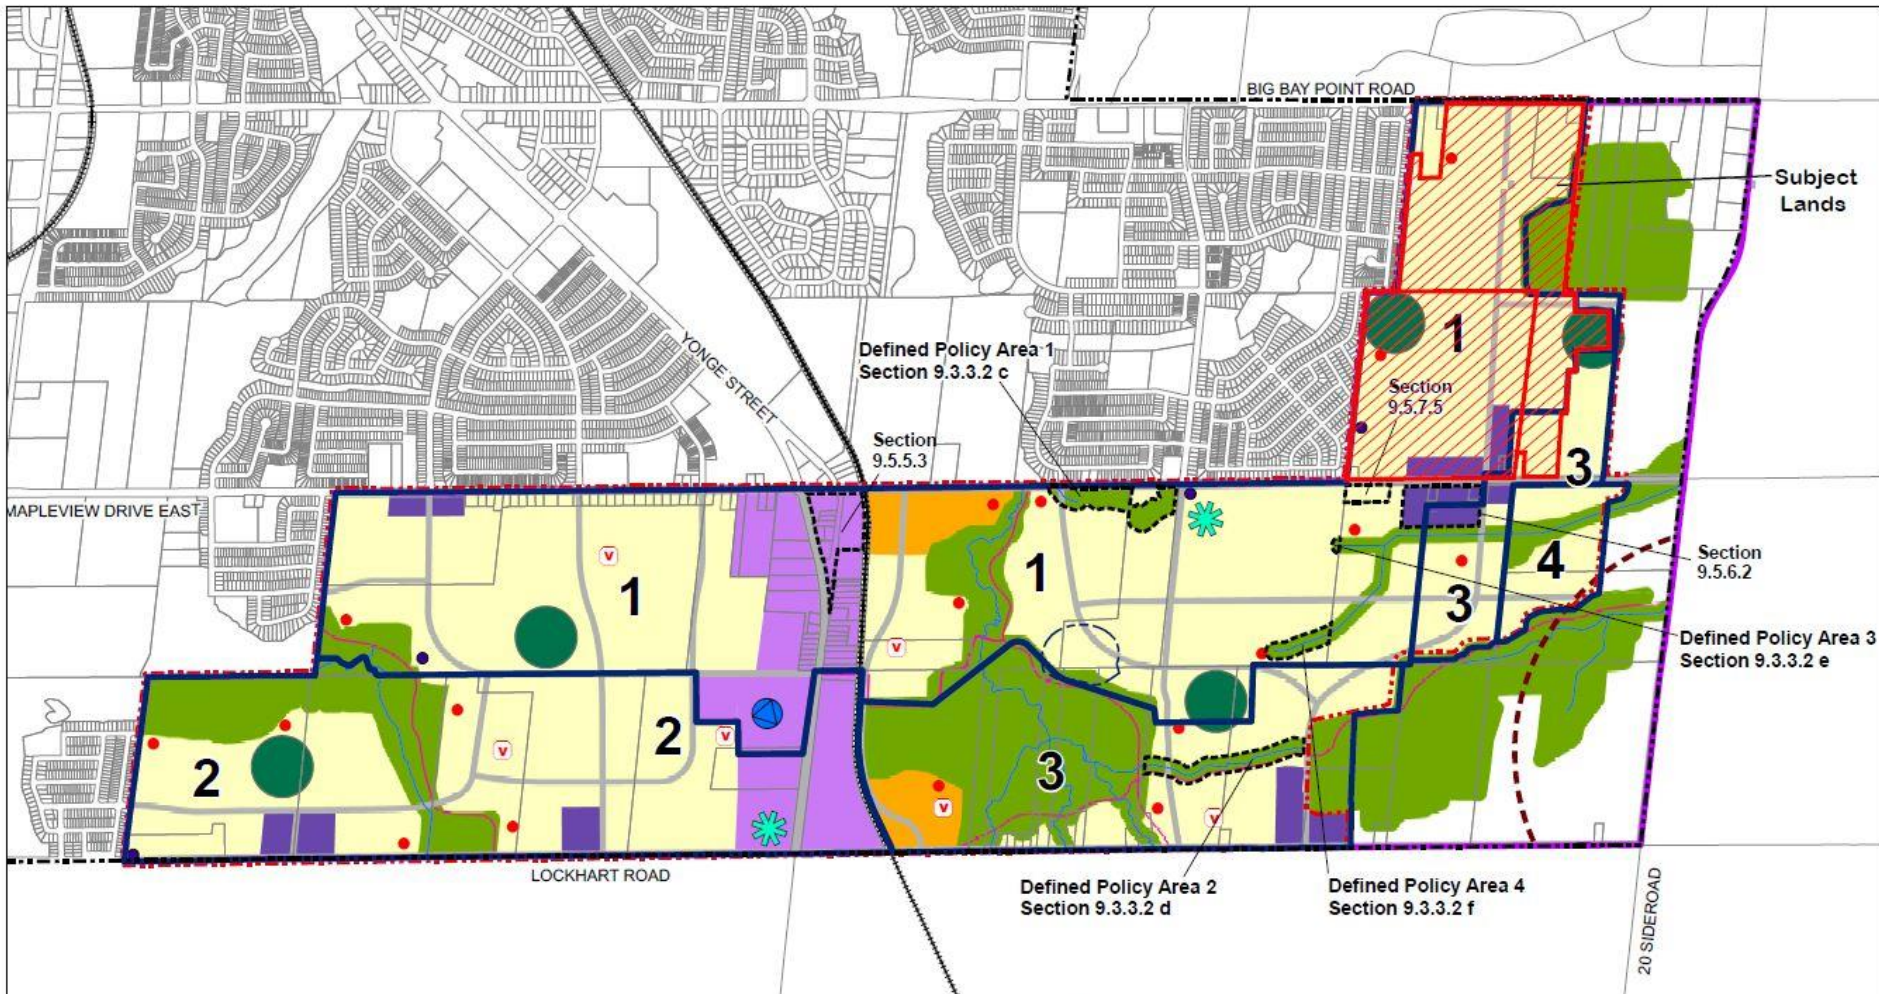 BIG BAY POINT ROAD
Subject
Lands
1
YONGE STREET
Defined Policy Area 1
Section 9.3.3.2 c
Section
9.5.7.5
Section
9.5.5.3
3
MAPLEVIEW DRIVE EAST
V
1
1
4
Section
9.5.6.2
3
V
Defined Policy Area 3
Section 9.3.3.2 e
2
V
V
2
3
V
V
LOCKHART ROAD
Defined Policy Area 2
Section 9.3.3.2 d
Defined Policy Area 4
Section 9.3.3.2 f
20 SIDEROAD